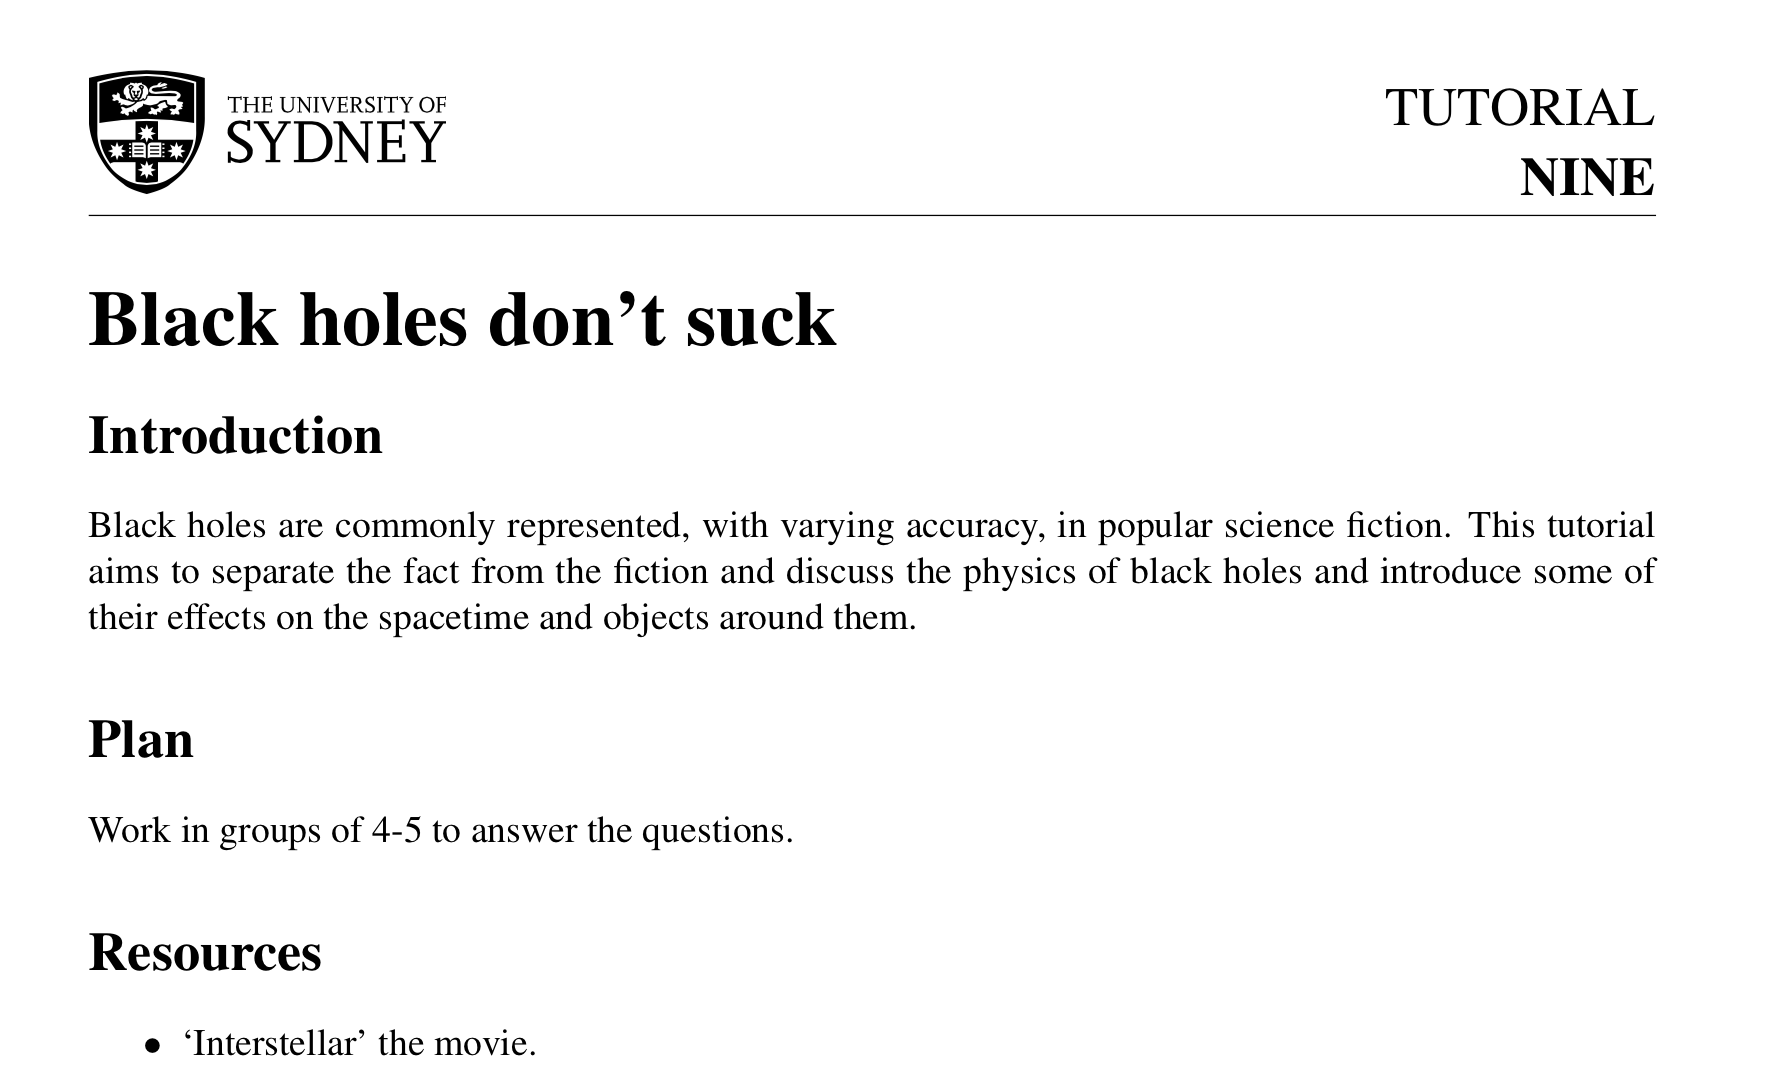 THE UNIVERSITY OF
SYDNEY
TUTORIAL
NINE
Black holes don’t suck
Introduction
Black holes are commonly represented, with varying accuracy, in popular science fiction. This tutorial
aims to separate the fact from the fiction and discuss the physics of black holes and introduce some of
their effects on the spacetime and objects around them.
Plan
Work in groups of 4-5 to answer the questions.
Resources
• ‘Interstellar’ the movie.